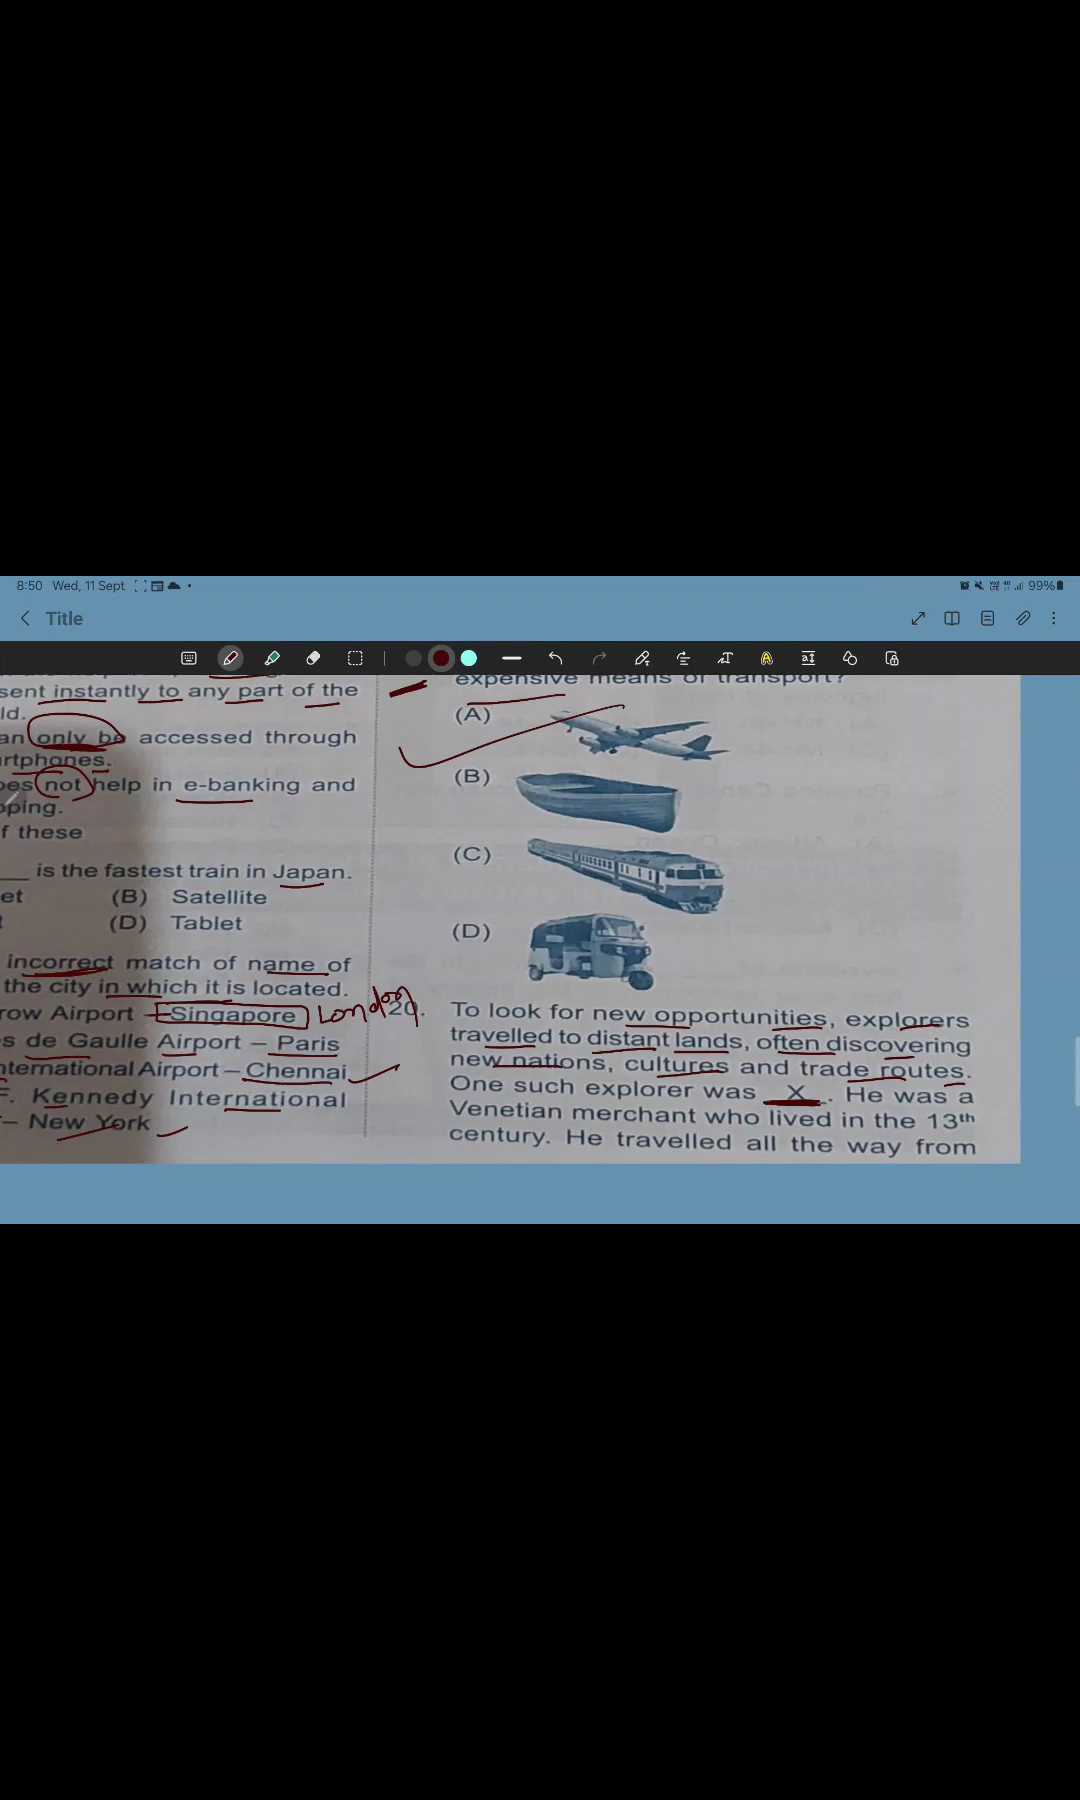 8:50 Wed, 11 Sept
99%
Title
sent instantly to any part of the
ld.
an only be accessed through
rtphones.
oes not help in e-banking and
pping.
f these
___ is the fastest train in Japan.
et (B) Satellite
t (D) Tablet
incorrect match of name of
the city in which it is located.
row Airport – Singapore London
s de Gaulle Airport – Paris
nternational Airport – Chennai
F. Kennedy International
– New York
expensive means of transport?
(A)
(B)
(C)
(D)
20. To look for new opportunities, explorers
travelled to distant lands, often discovering
new nations, cultures and trade routes.
One such explorer was __X__. He was a
Venetian merchant who lived in the 13th
century. He travelled all the way from